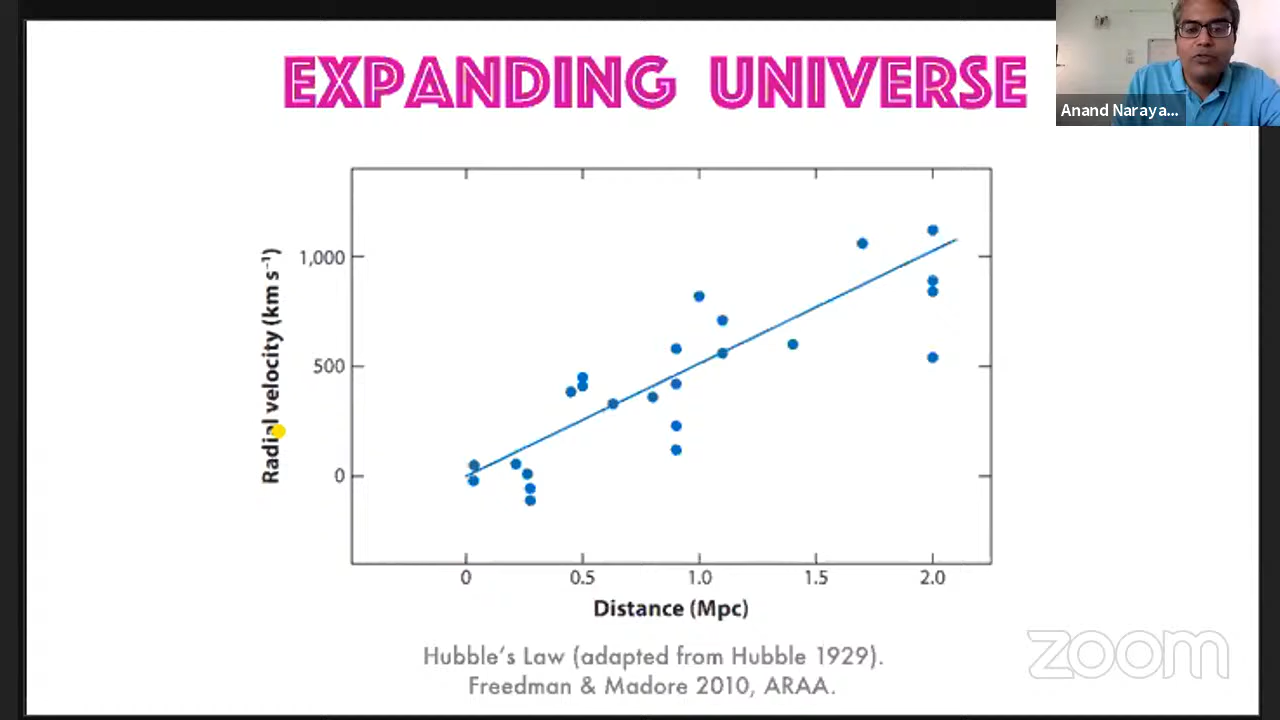 EXPANDING UNIVERSE
Anand Naraya...
Radial velocity (km s⁻¹)
1,000
500
0
0 0.5 1.0 1.5 2.0
Distance (Mpc)
Hubble's Law (adapted from Hubble 1929).
Freedman & Madore 2010, ARAA.
zoom